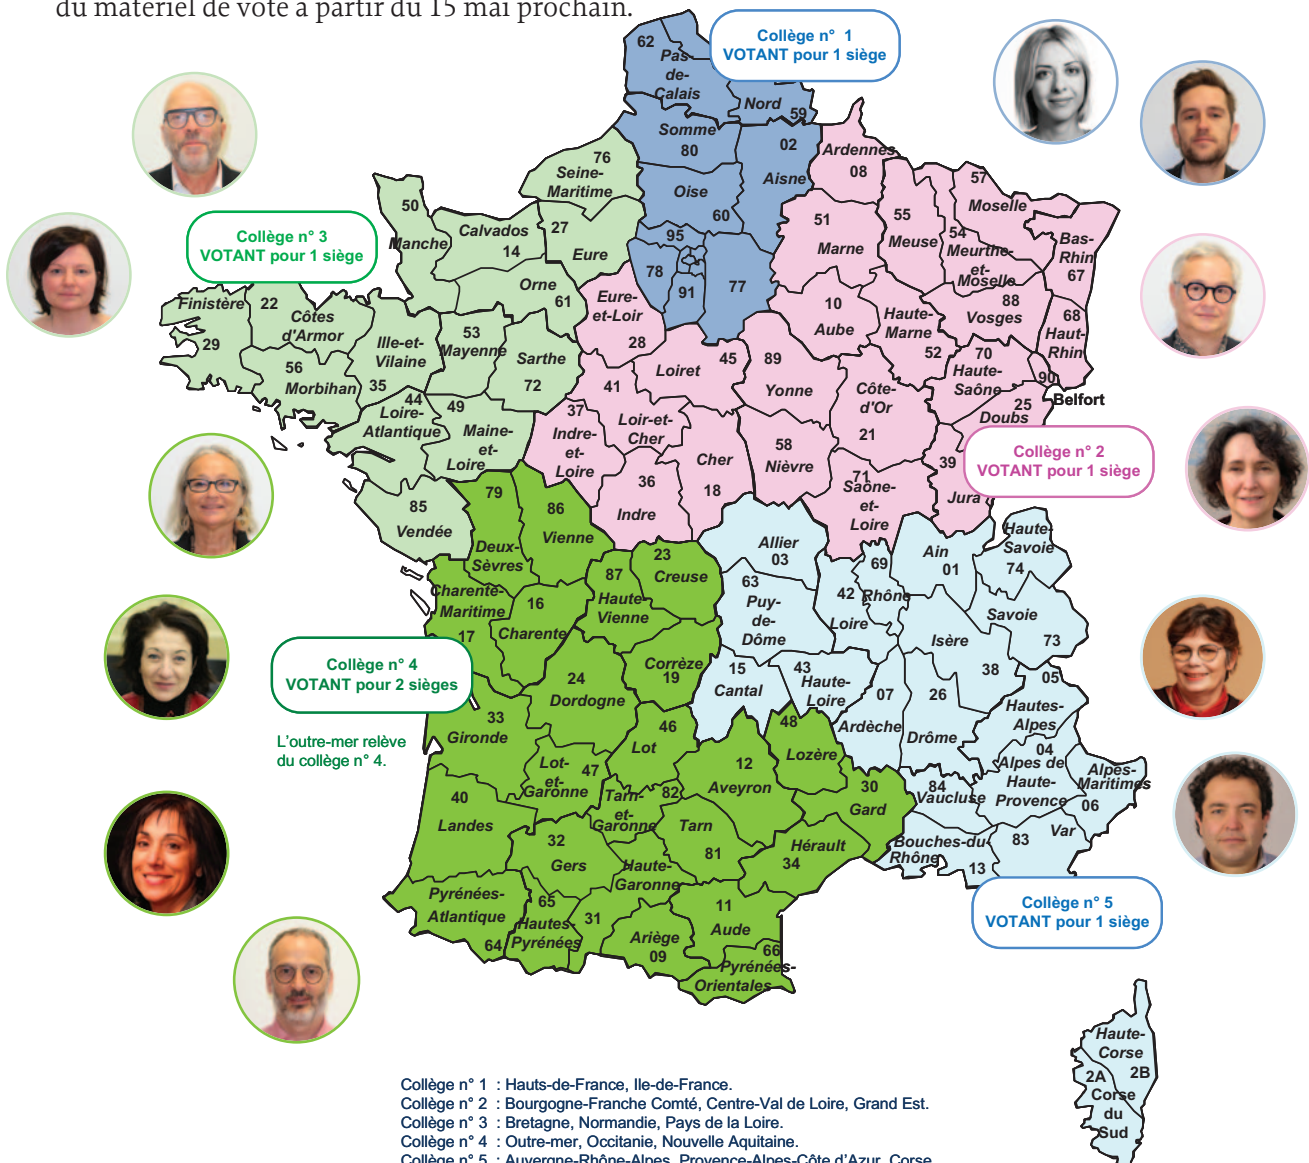 du matériel de vote à partir du 15 mai prochain.
Collège n° 1
VOTANT pour 1 siège
62
Pas-
de-
Calais
Nord
59
Somme
80
02
Aisne
Oise
60
76
Seine-
Maritime
Ardennes
08
57
Moselle
50
Manche
Calvados
14
27
Eure
95
78
91
77
51
Marne
55
Meuse
54
Meurthe-
et-
Moselle
Bas-
Rhin
67
Collège n° 3
VOTANT pour 1 siège
Orne
61
Eure-
et-Loir
28
10
Aube
Haute-
Marne
52
88
Vosges
68
Haut-
Rhin
Finistère
29
22
Côtes
d'Armor
56
Morbihan
Ille-et-
Vilaine
35
53
Mayenne
Sarthe
72
Loiret
45
89
Yonne
Côte-
d'Or
21
70
Haute-
Saône
90
Belfort
25
Doubs
44
Loire-
Atlantique
49
Maine-
et-
Loire
37
Indre-
et-
Loire
41
Loir-et-
Cher
Cher
18
58
Nièvre
71
Saône-
et-
Loire
39
Jura
Collège n° 2
VOTANT pour 1 siège
36
Indre
85
Vendée
79
Deux-
Sèvres
86
Vienne
Allier
03
Ain
01
Haute-
Savoie
74
23
Creuse
87
Haute-
Vienne
63
Puy-
de-
Dôme
42
Loire
69
Rhône
Savoie
73
Isère
38
Charente-
Maritime
17
16
Charente
Collège n° 4
VOTANT pour 2 sièges
L'outre-mer relève
du collège n° 4.
24
Dordogne
Corrèze
19
15
Cantal
43
Haute-
Loire
07
Ardèche
26
Drôme
05
Hautes-
Alpes
33
Gironde
46
Lot
48
Lozère
04
Alpes de
Haute-
Provence
Alpes-
Maritimes
06
Lot-
et-
Garonne
47
12
Aveyron
30
Gard
84
Vaucluse
40
Landes
82
Tarn-
et-
Garonne
Tarn
81
Hérault
34
Bouches-du-
Rhône
13
83
Var
32
Gers
Haute-
Garonne
31
Pyrénées-
Atlantique
64
65
Hautes-
Pyrénées
Ariège
09
11
Aude
66
Pyrénées-
Orientales
Collège n° 5
VOTANT pour 1 siège
Haute-
Corse
2B
2A
Corse
du
Sud
Collège n° 1 : Hauts-de-France, Ile-de-France.
Collège n° 2 : Bourgogne-Franche Comté, Centre-Val de Loire, Grand Est.
Collège n° 3 : Bretagne, Normandie, Pays de la Loire.
Collège n° 4 : Outre-mer, Occitanie, Nouvelle Aquitaine.
Collège n° 5 : Auvergne-Rhône-Alpes, Provence-Alpes-Côte d'Azur, Corse